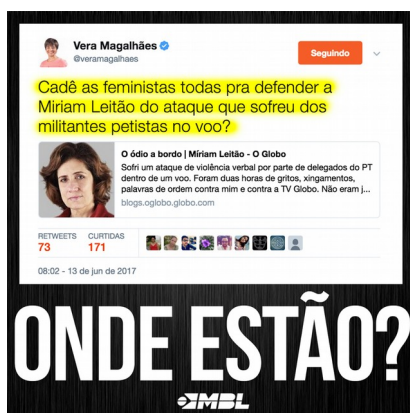 Vera Magalhães
@veramagalhaes
Seguindo
Cadê as feministas todas pra defender a
Miriam Leitão do ataque que sofreu dos
militantes petistas no voo?
O ódio a bordo | Míriam Leitão - O Globo
Sofri um ataque de violência verbal por parte de delegados do PT
dentro de um voo. Foram duas horas de gritos, xingamentos,
palavras de ordem contra mim e contra a TV Globo. Não eram j...
blogs.oglobo.globo.com
RETWEETS CURTIDAS
73 171
08:02 - 13 de jun de 2017
ONDE ESTÃO?
MBL